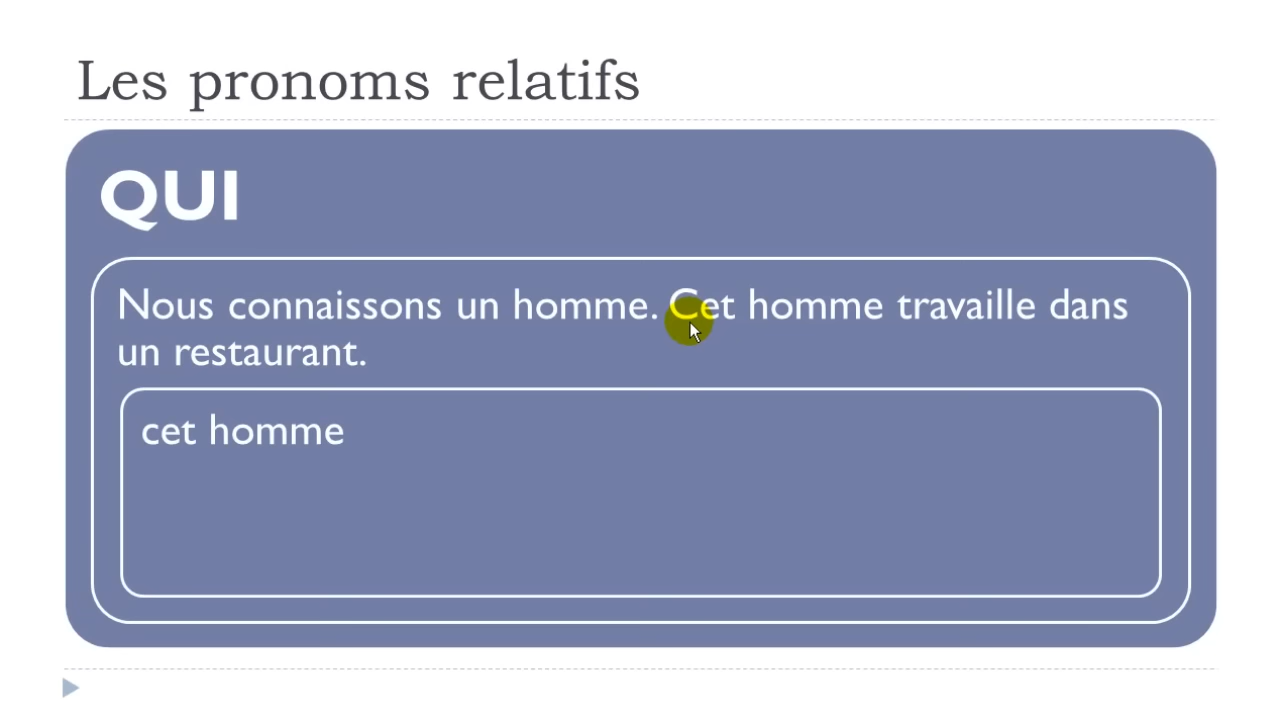 Les pronoms relatifs
QUI
Nous connaissons un homme. Cet homme travaille dans
un restaurant.
cet homme